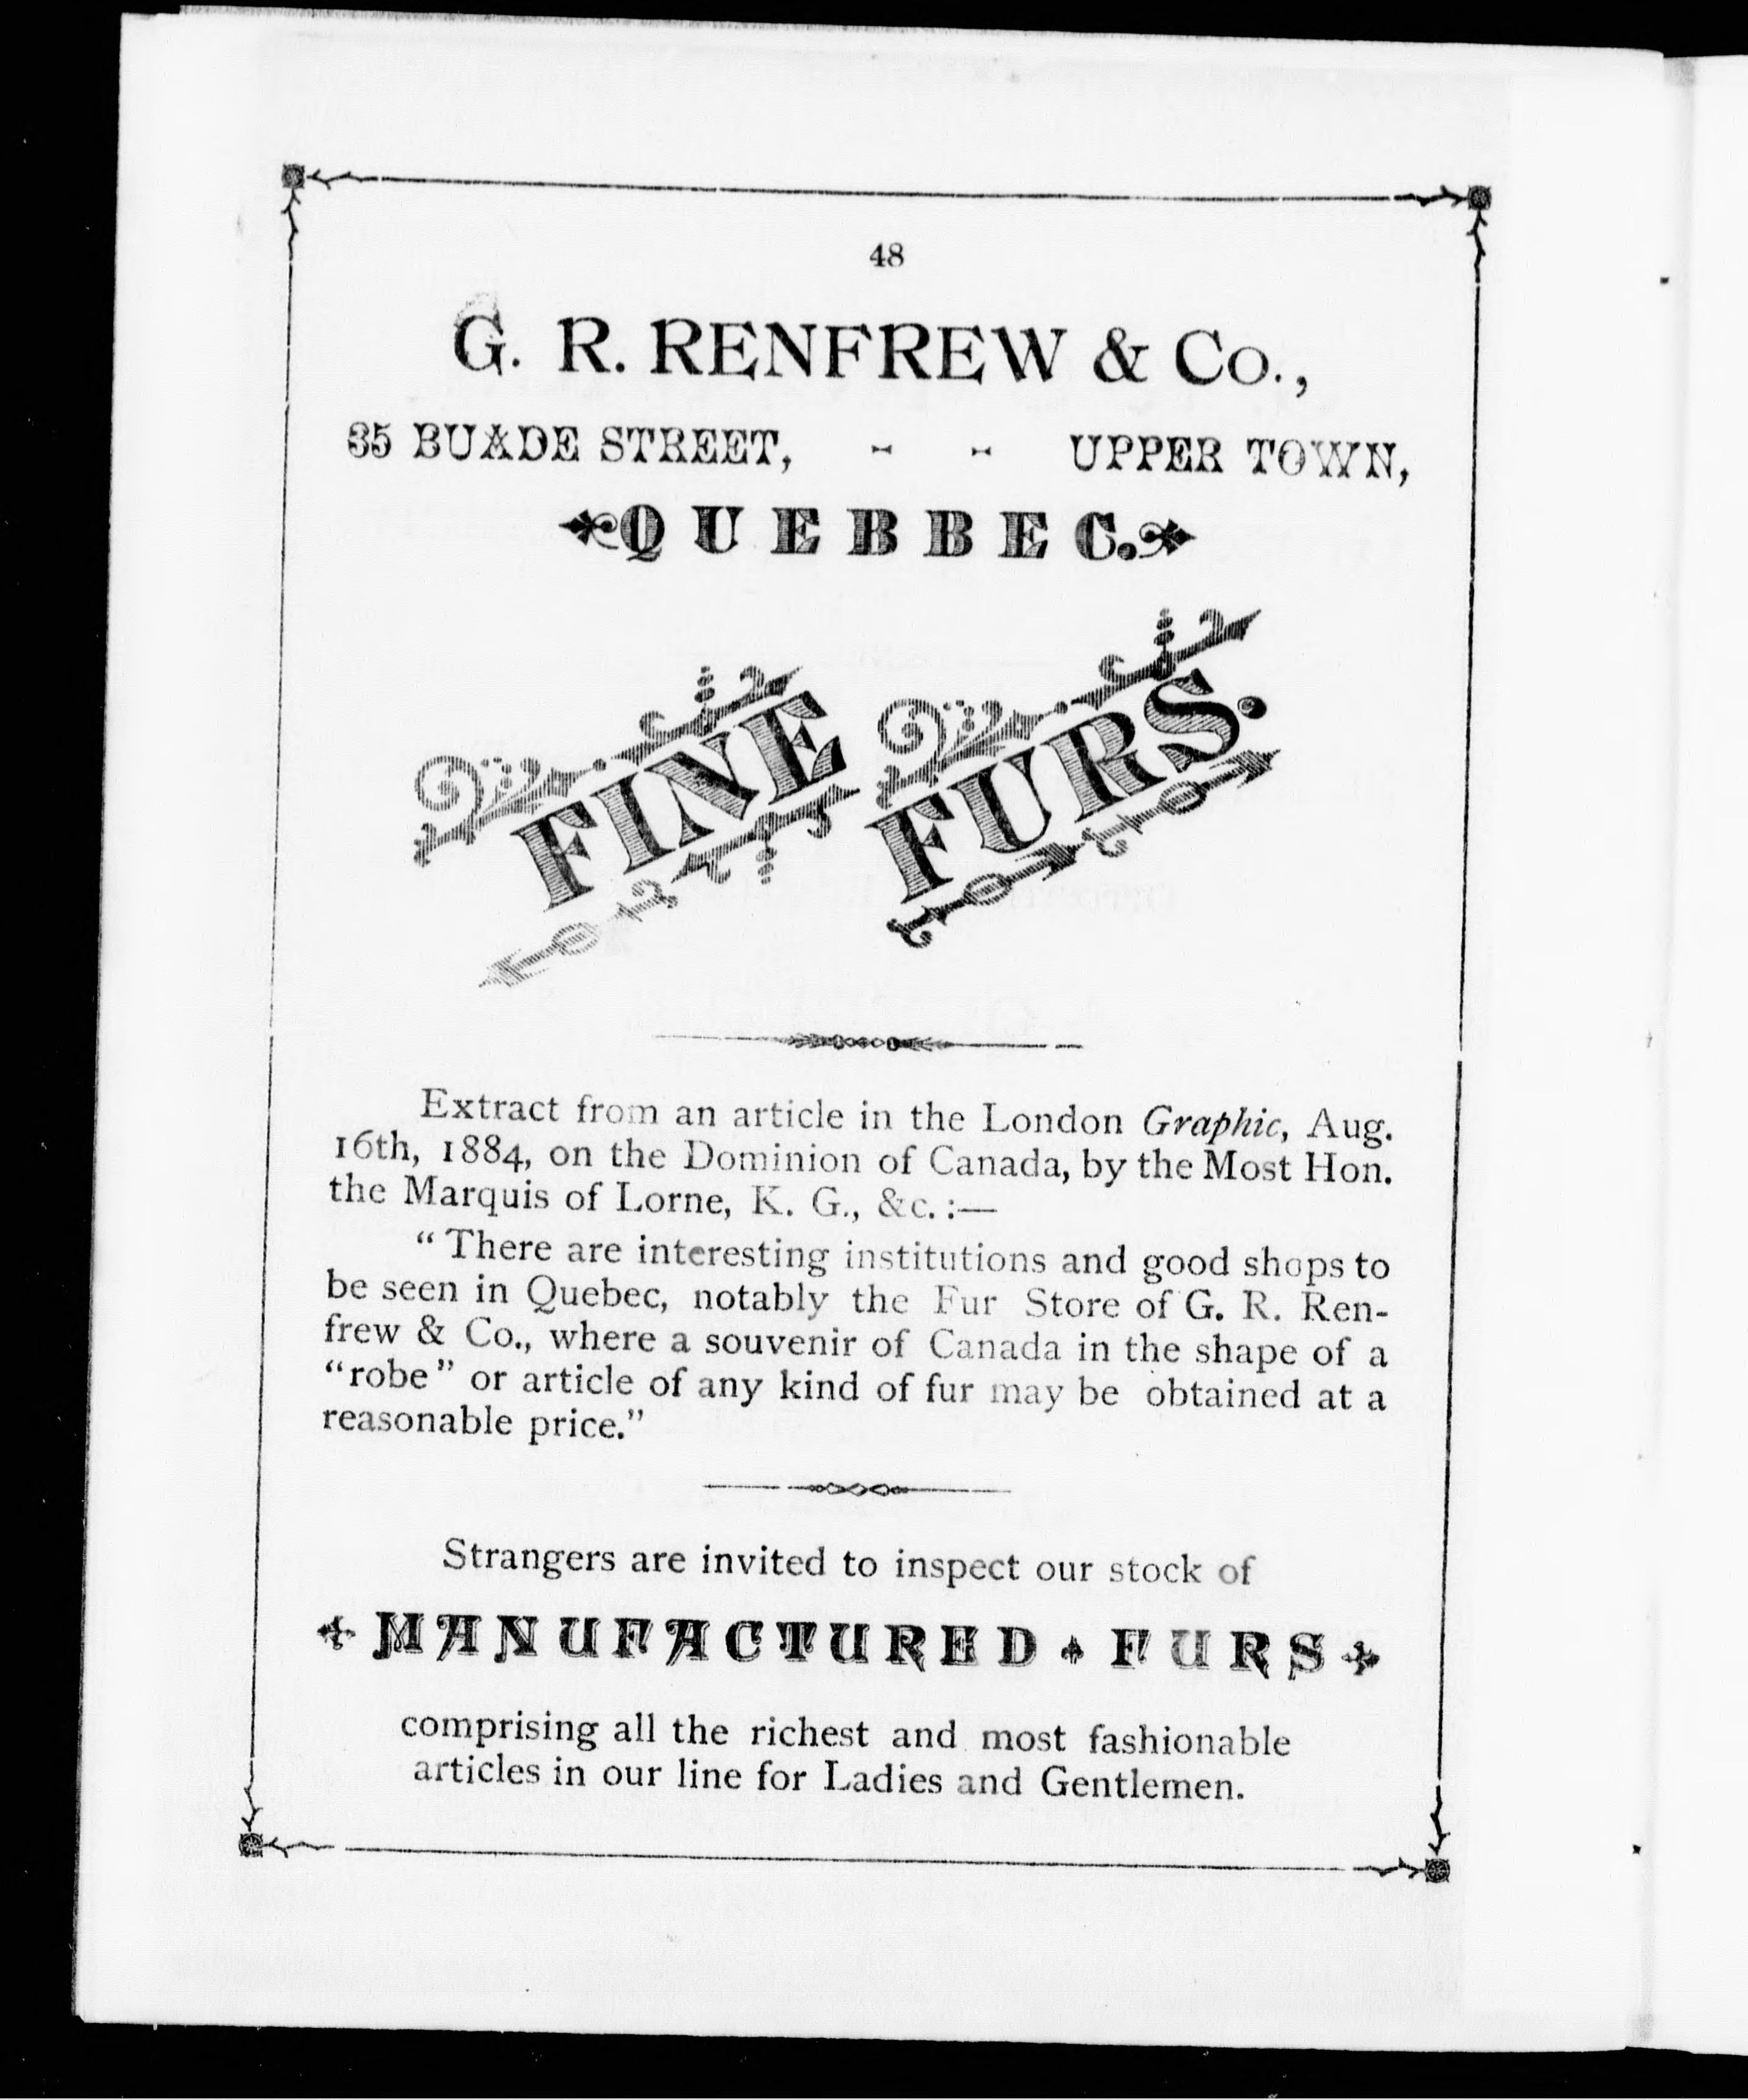 48
G. R. RENFREW & Co.,
35 BUADE STREET, - - UPPER TOWN,
QUEBBEC.
FINE FURS.
Extract from an article in the London Graphic, Aug.
16th, 1884, on the Dominion of Canada, by the Most Hon.
the Marquis of Lorne, K. G., &c. :—
“ There are interesting institutions and good shops to
be seen in Quebec, notably the Fur Store of G. R. Ren-
frew & Co., where a souvenir of Canada in the shape of a
“robe” or article of any kind of fur may be obtained at a
reasonable price.”
Strangers are invited to inspect our stock of
MANUFACTURED FURS
comprising all the richest and most fashionable
articles in our line for Ladies and Gentlemen.